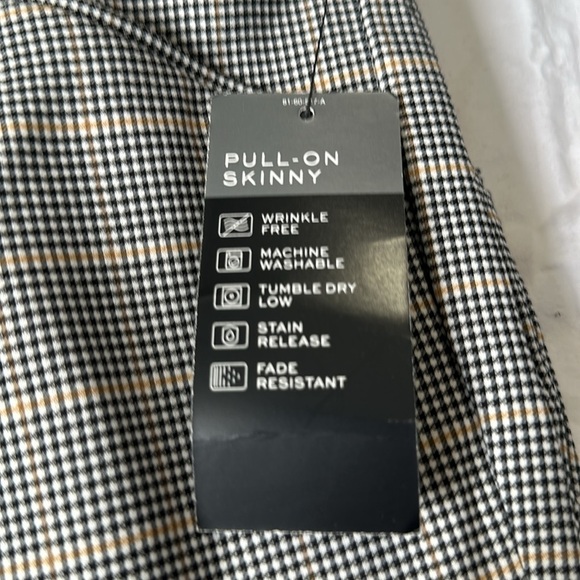 PULL-ON
SKINNY
WRINKLE
FREE
MACHINE
WASHABLE
TUMBLE DRY
LOW
STAIN
RELEASE
FADE
RESISTANT